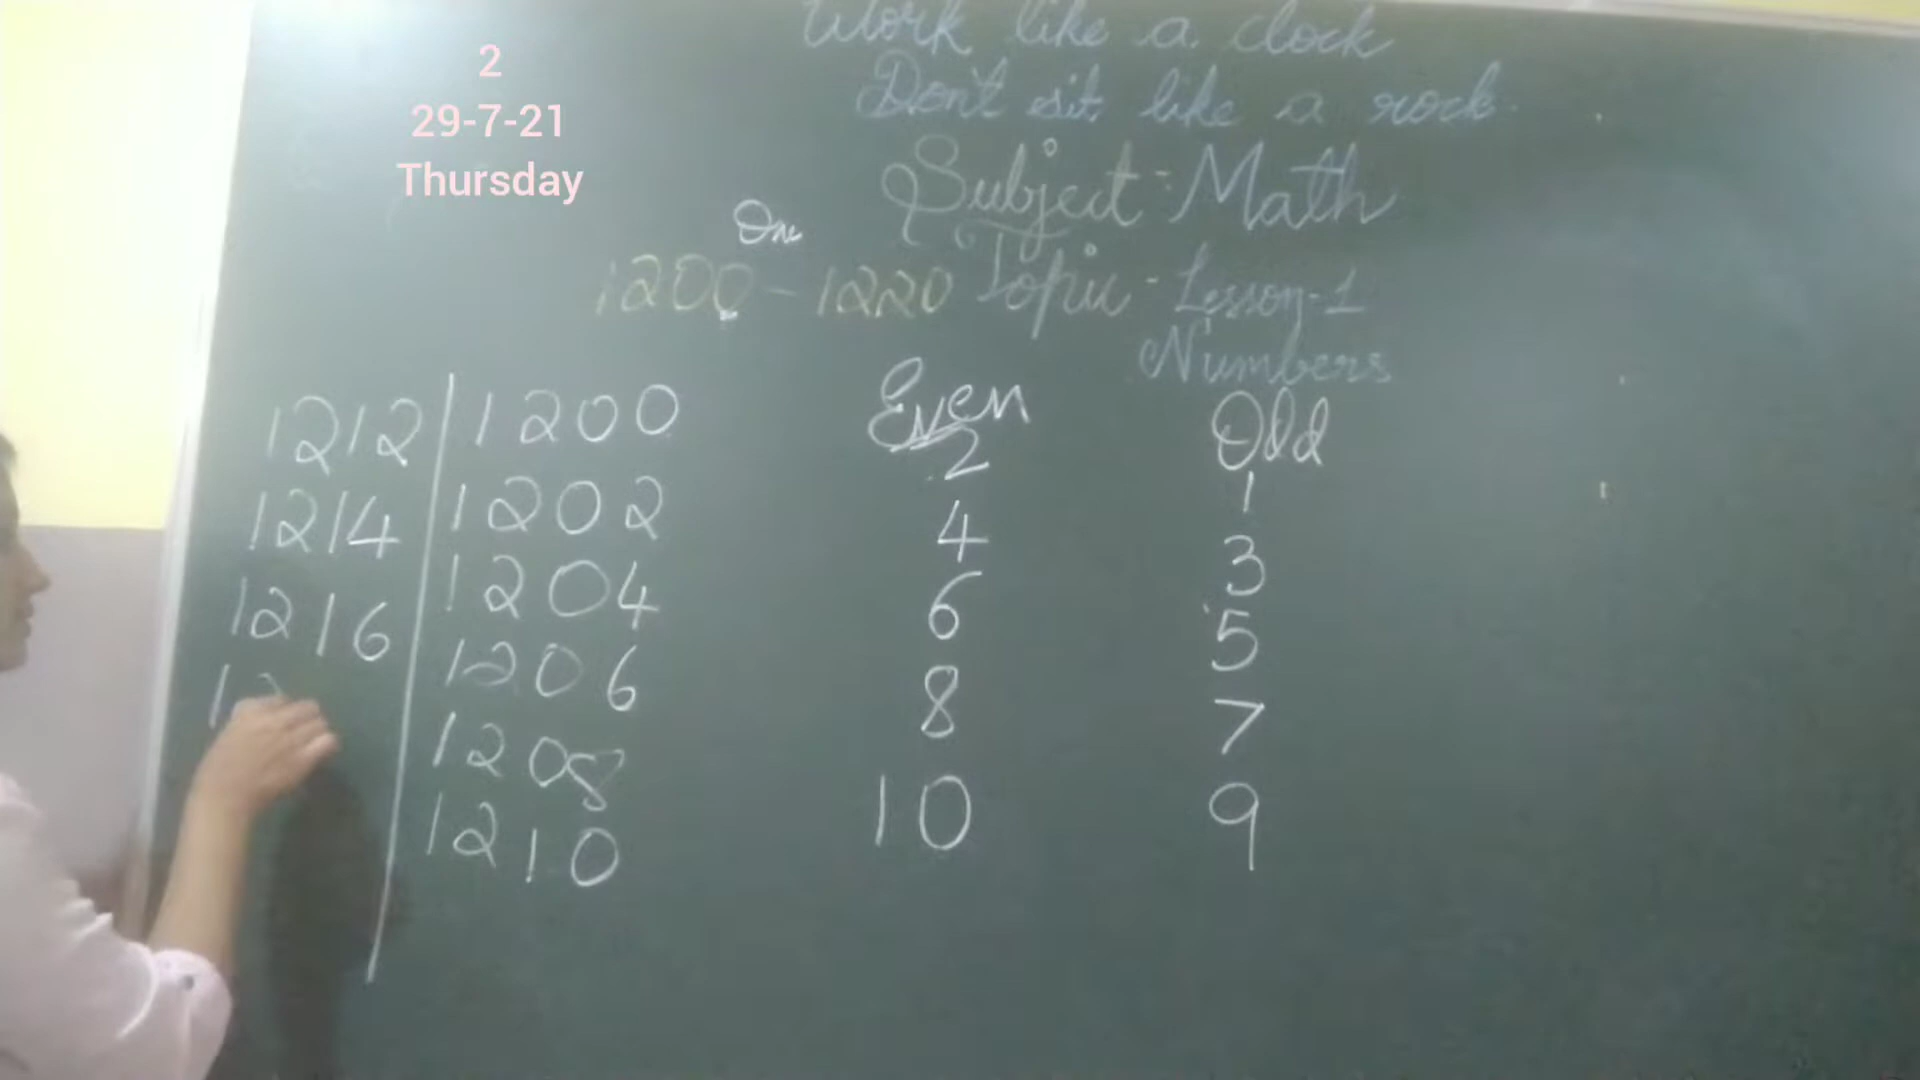 Work like a clock
Don't sit like a rock
2
29-7-21
Thursday
Subject - Math
One
1200 - 1220
Topic - Lesson-1
Numbers
1212
1214
1216
12
1200
1202
1204
1206
1208
1210
Even
2
4
6
8
10
Odd
1
3
5
7
9